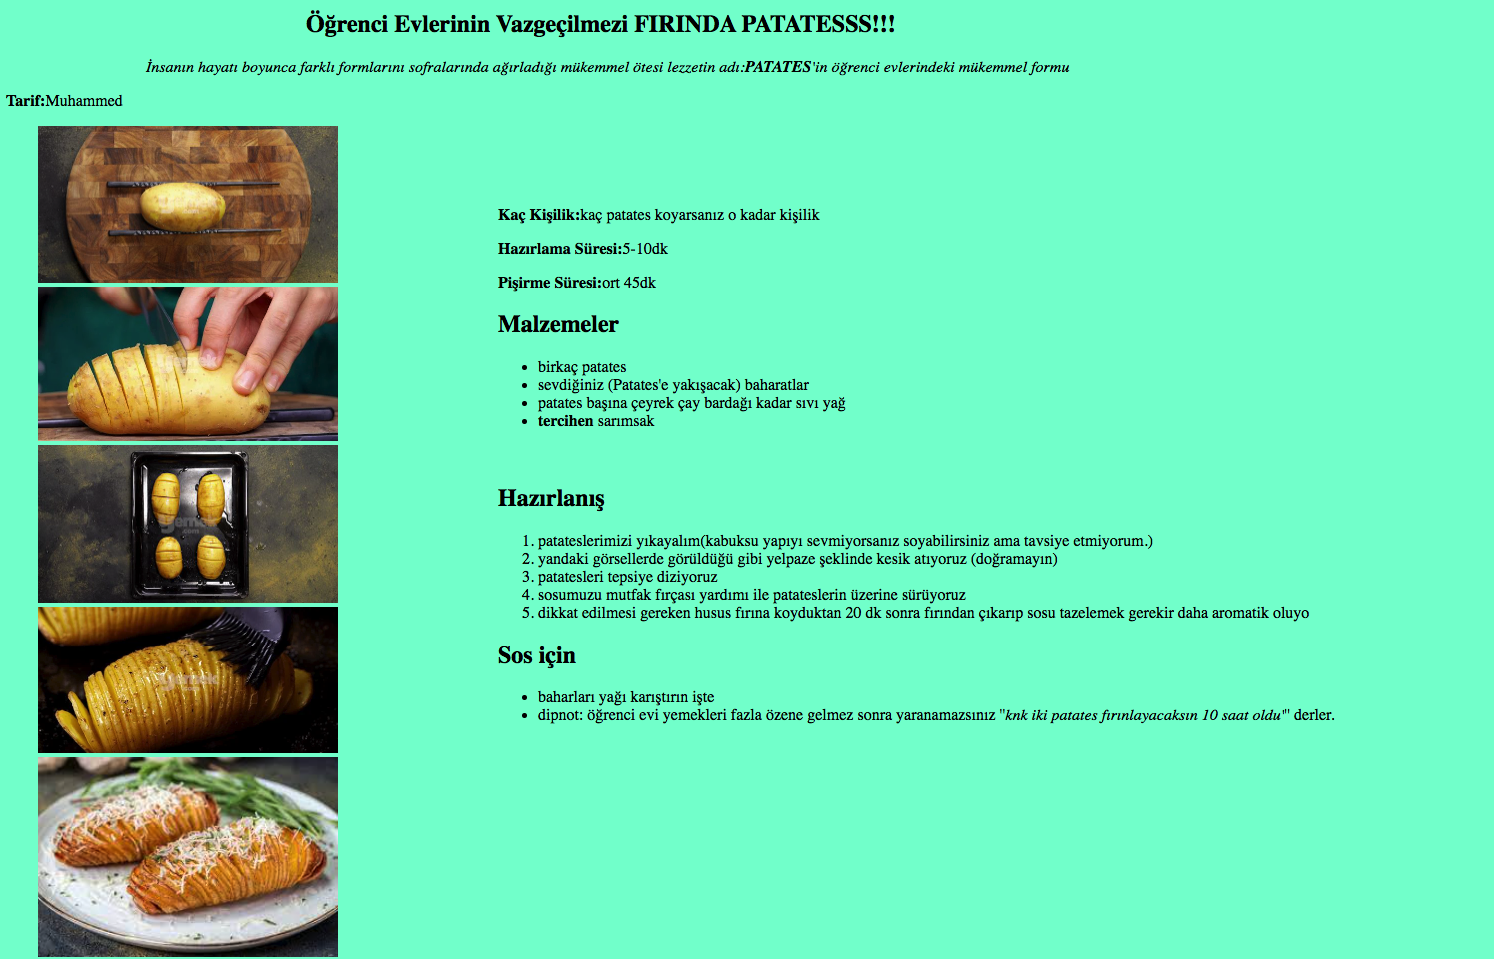 Öğrenci Evlerinin Vazgeçilmezi FIRINDA PATATESSS!!!
İnsanın hayatı boyunca farklı formlarını sofralarında ağırladığı mükemmel ötesi lezzetin adı:PATATES'in öğrenci evlerindeki mükemmel formu
Tarif:Muhammed
Kaç Kişilik:kaç patates koyarsanız o kadar kişilik
Hazırlama Süresi:5-10dk
Pişirme Süresi:ort 45dk
Malzemeler
• birkaç patates
• sevdiğiniz (Patates'e yakışacak) baharatlar
• patates başına çeyrek çay bardağı kadar sıvı yağ
• tercihen sarımsak
Hazırlanış
1. patateslerimizi yıkayalım(kabuksu yapıyı sevmiyorsanız soyabilirsiniz ama tavsiye etmiyorum.)
2. yandaki görsellerde görüldüğü gibi yelpaze şeklinde kesik atıyoruz (doğramayın)
3. patatesleri tepsiye diziyoruz
4. sosumuzu mutfak fırçası yardımı ile patateslerin üzerine sürüyoruz
5. dikkat edilmesi gereken husus fırına koyduktan 20 dk sonra fırından çıkarıp sosu tazelemek gerekir daha aromatik oluyo
Sos için
• baharları yağı karıştırın işte
• dipnot: öğrenci evi yemekleri fazla özene gelmez sonra yaranamazsınız "knk iki patates fırınlayacaksın 10 saat oldu'" derler.
yemek
.com
yemek
.com